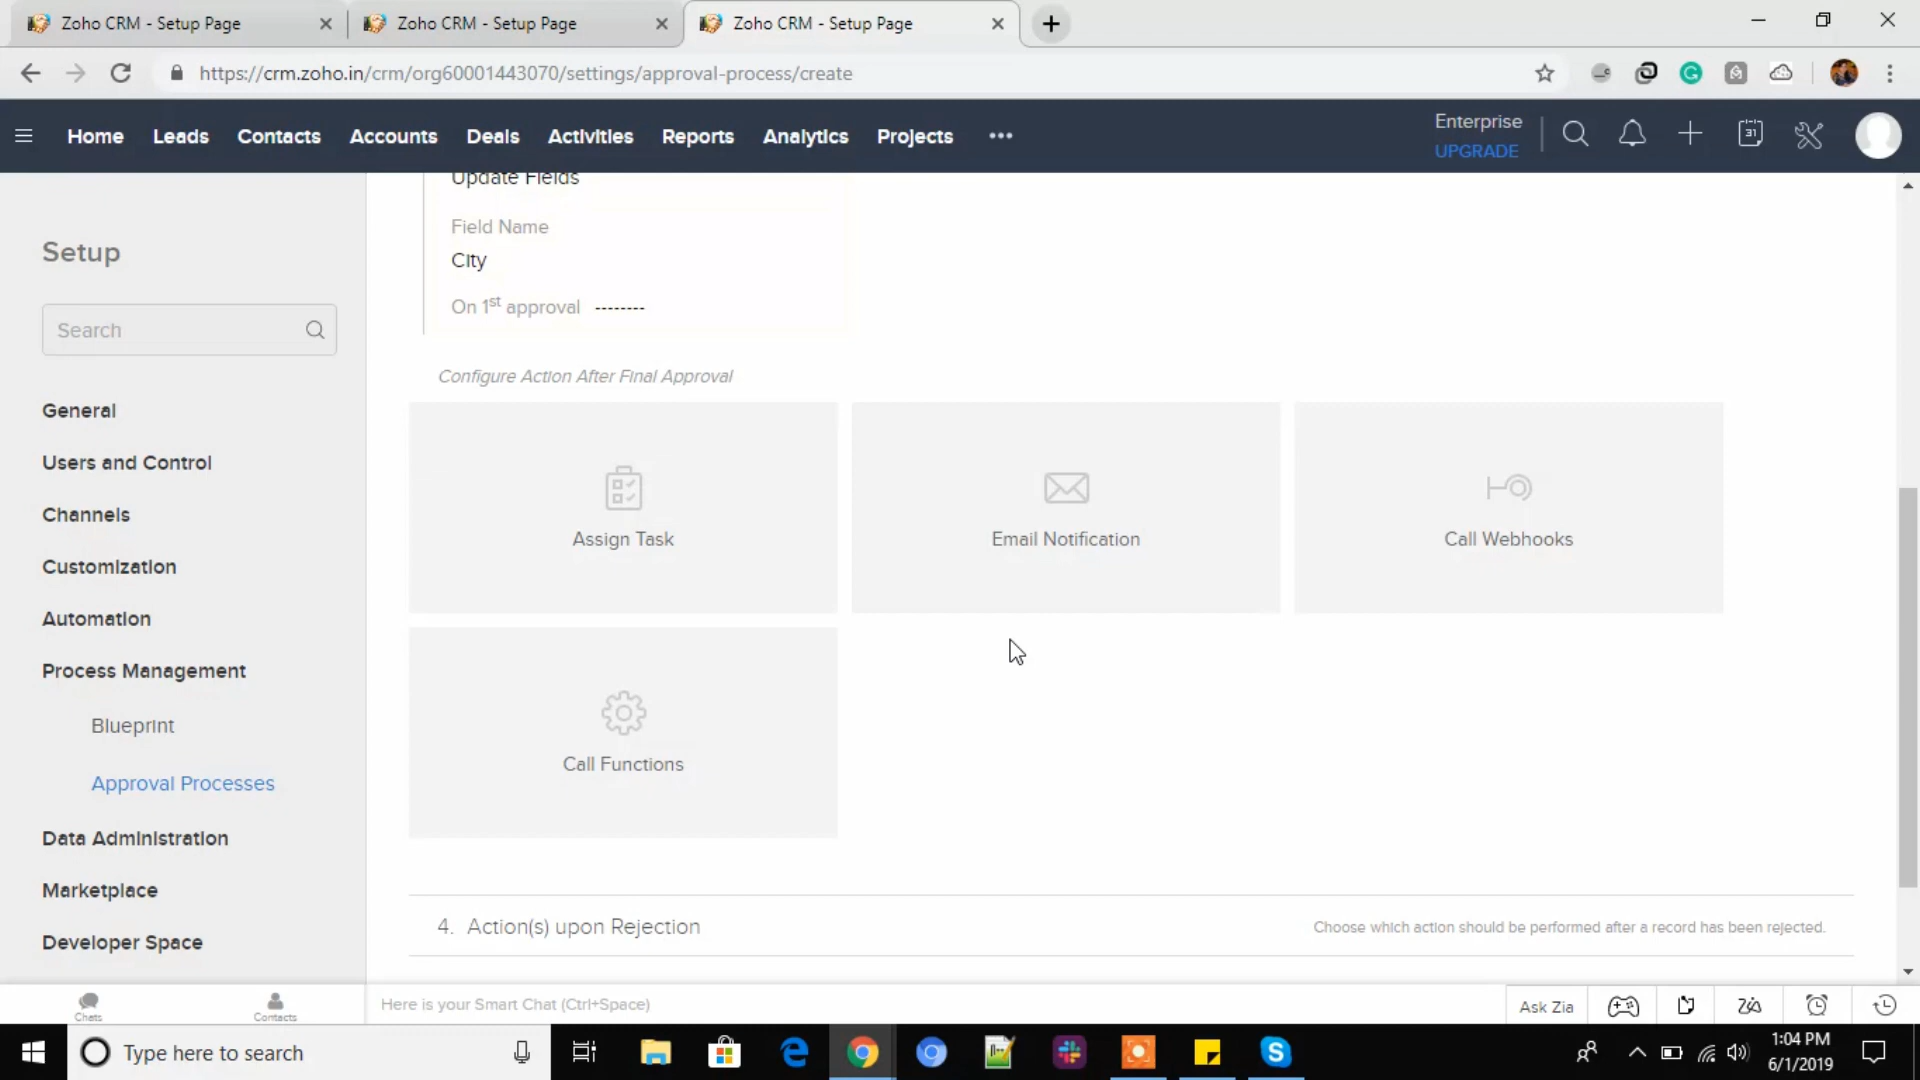 Zoho CRM - Setup Page
Zoho CRM - Setup Page
Zoho CRM - Setup Page
https://crm.zoho.in/crm/org60001443070/settings/approval-process/create
Home Leads Contacts Accounts Deals Activities Reports Analytics Projects •••
Enterprise
UPGRADE
31
Setup
Search
General
Users and Control
Channels
Customization
Automation
Process Management
Blueprint
Approval Processes
Data Administration
Marketplace
Developer Space
Update Fields
Field Name
City
On 1st approval --------
Configure Action After Final Approval
Assign Task
Email Notification
Call Webhooks
Call Functions
4. Action(s) upon Rejection
Choose which action should be performed after a record has been rejected.
Chats
Contacts
Here is your Smart Chat (Ctrl+Space)
Ask Zia
Type here to search
1:04 PM
6/1/2019